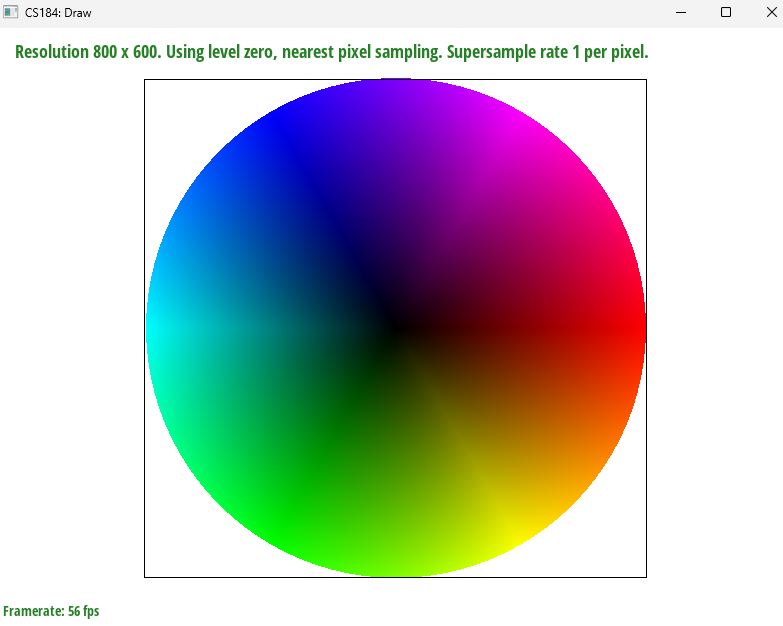 CS184: Draw
Resolution 800 x 600. Using level zero, nearest pixel sampling. Supersample rate 1 per pixel.
Framerate: 56 fps